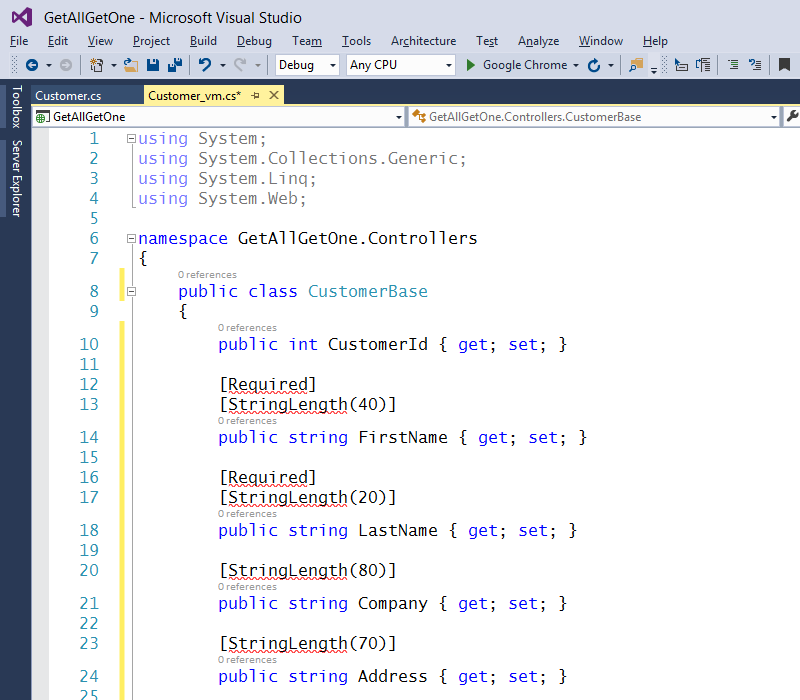 GetAllGetOne - Microsoft Visual Studio
File Edit View Project Build Debug Team Tools Architecture Test Analyze Window Help
Debug Any CPU Google Chrome
Toolbox
Server Explorer
Customer.cs Customer_vm.cs*
GetAllGetOne GetAllGetOne.Controllers.CustomerBase
1 using System;
2 using System.Collections.Generic;
3 using System.Linq;
4 using System.Web;
5
6 namespace GetAllGetOne.Controllers
7 {
0 references
8 public class CustomerBase
9 {
0 references
10 public int CustomerId { get; set; }
11
12 [Required]
13 [StringLength(40)]
0 references
14 public string FirstName { get; set; }
15
16 [Required]
17 [StringLength(20)]
0 references
18 public string LastName { get; set; }
19
20 [StringLength(80)]
0 references
21 public string Company { get; set; }
22
23 [StringLength(70)]
0 references
24 public string Address { get; set; }
25